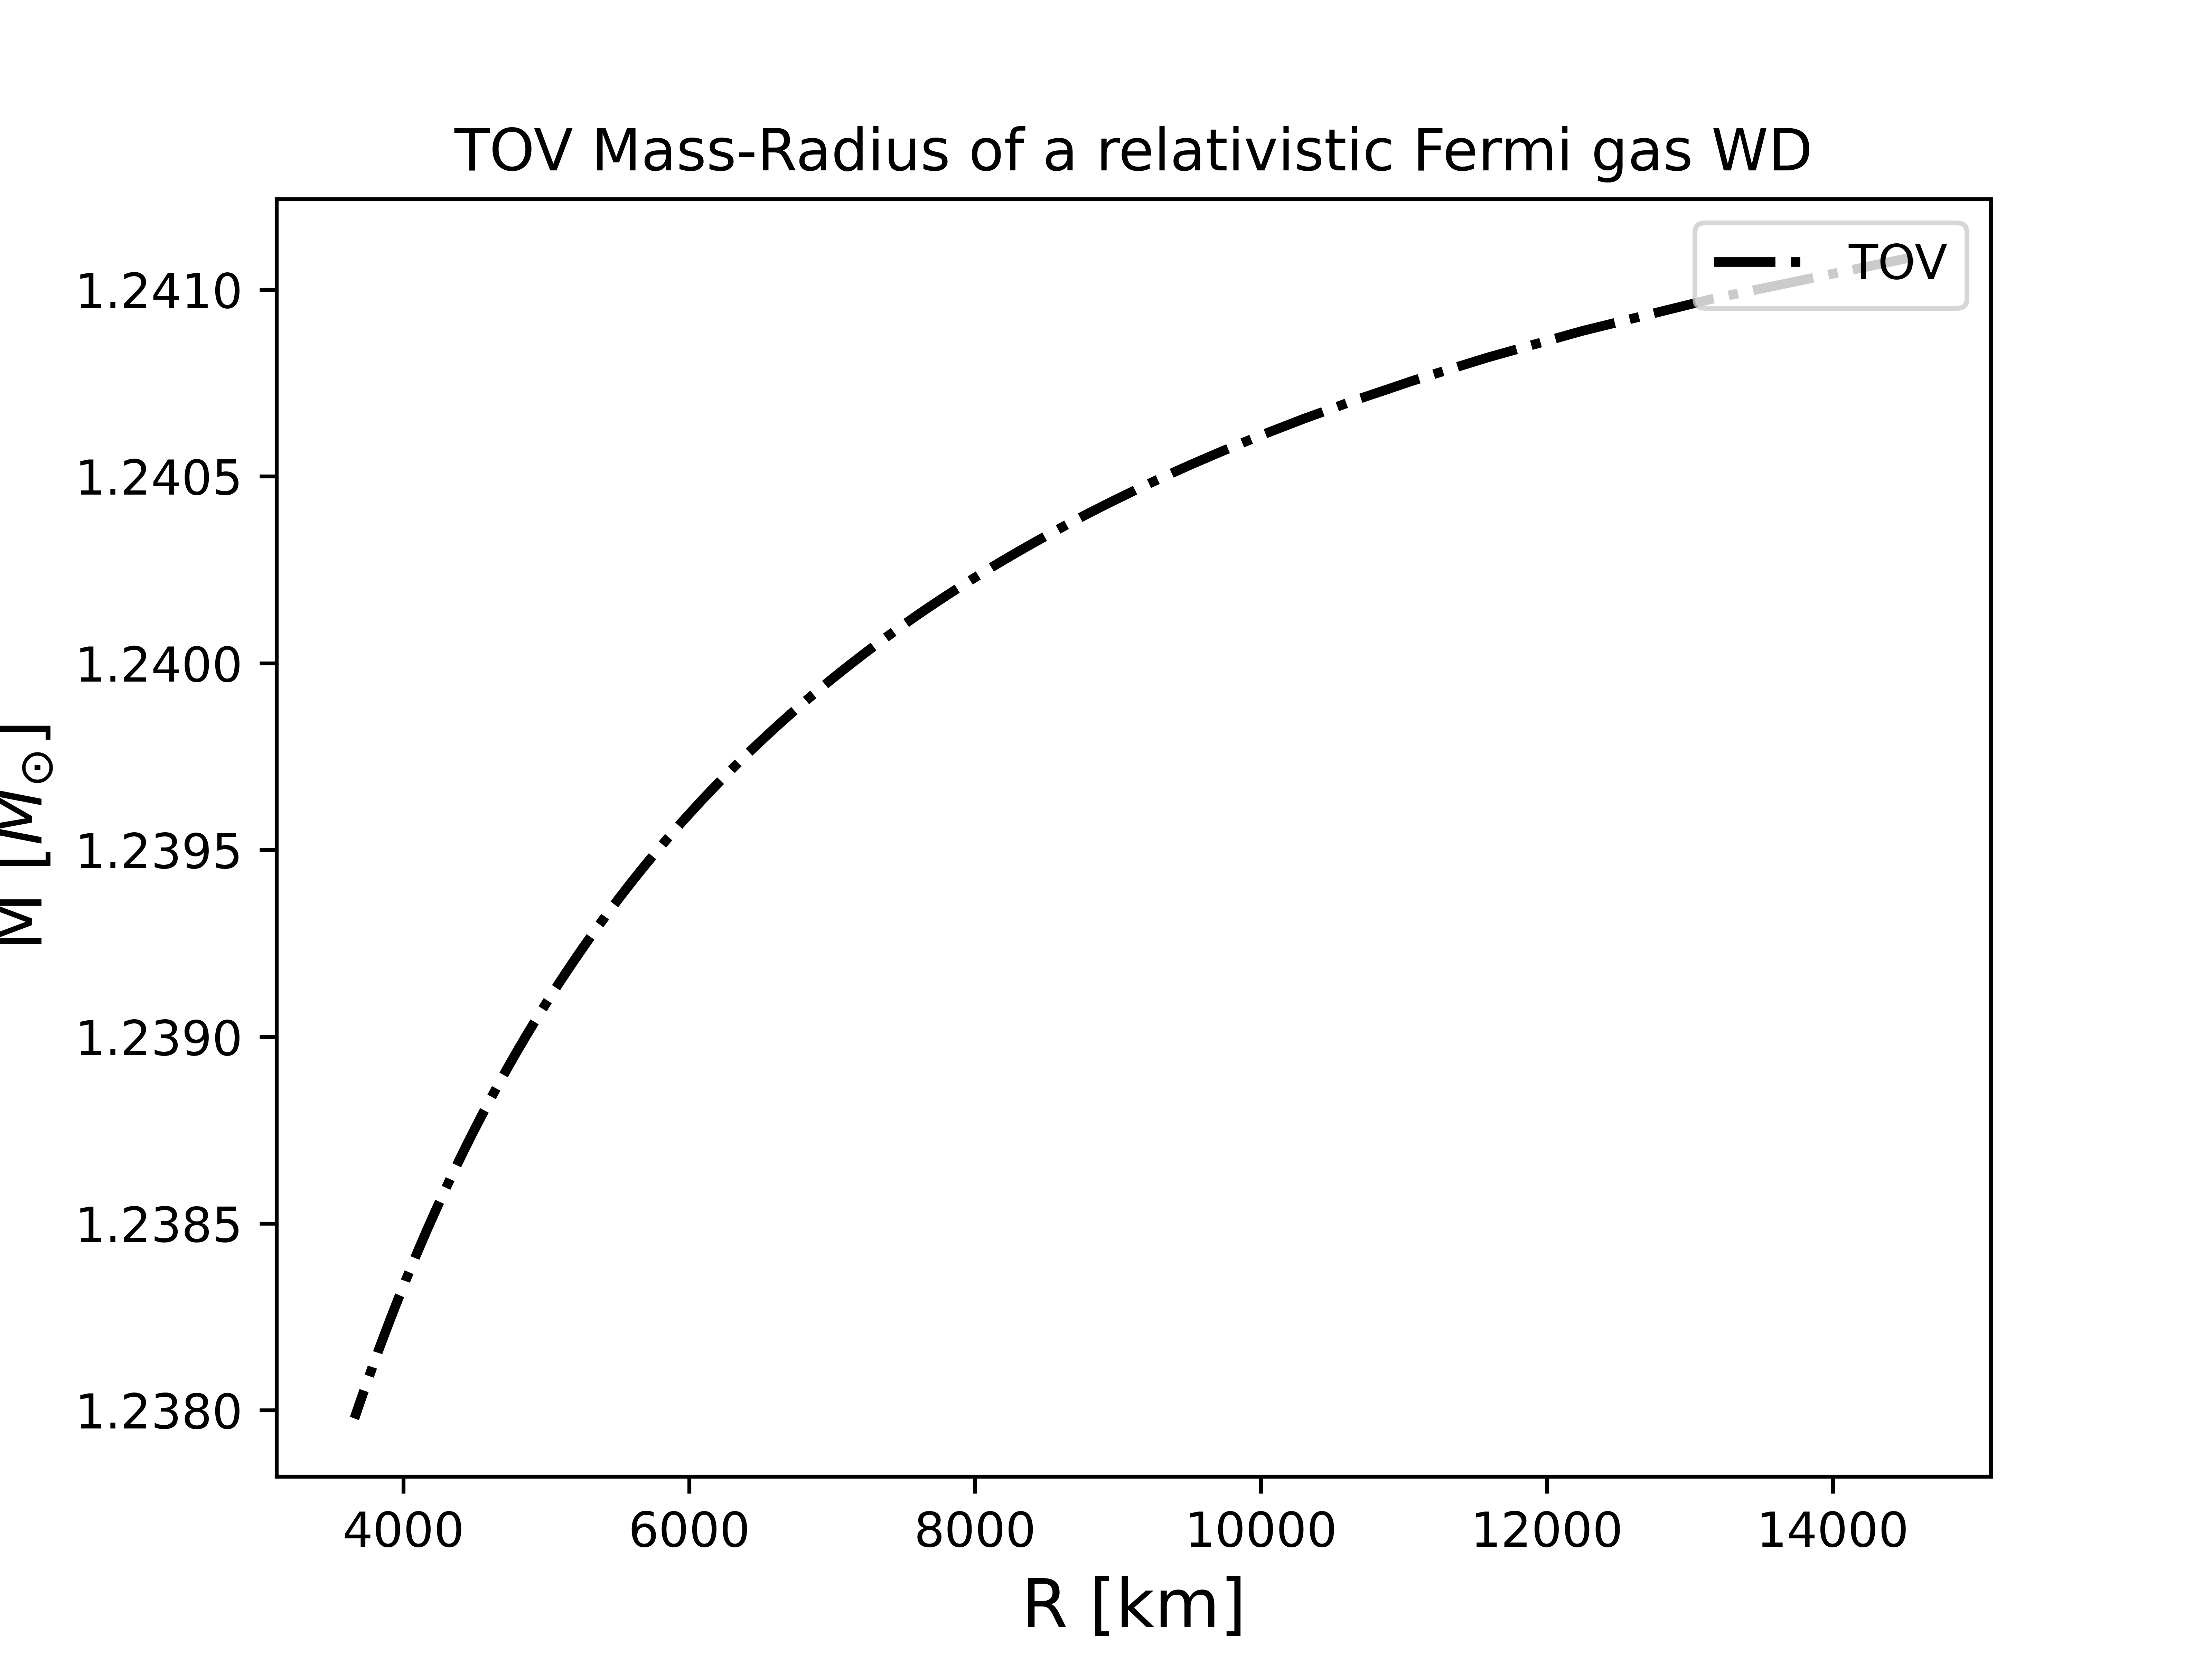 TOV Mass-Radius of a relativistic Fermi gas WD
TOV
1.2410
1.2405
1.2400
1.2395
1.2390
1.2385
1.2380
M [M⊙]
4000 6000 8000 10000 12000 14000
R [km]